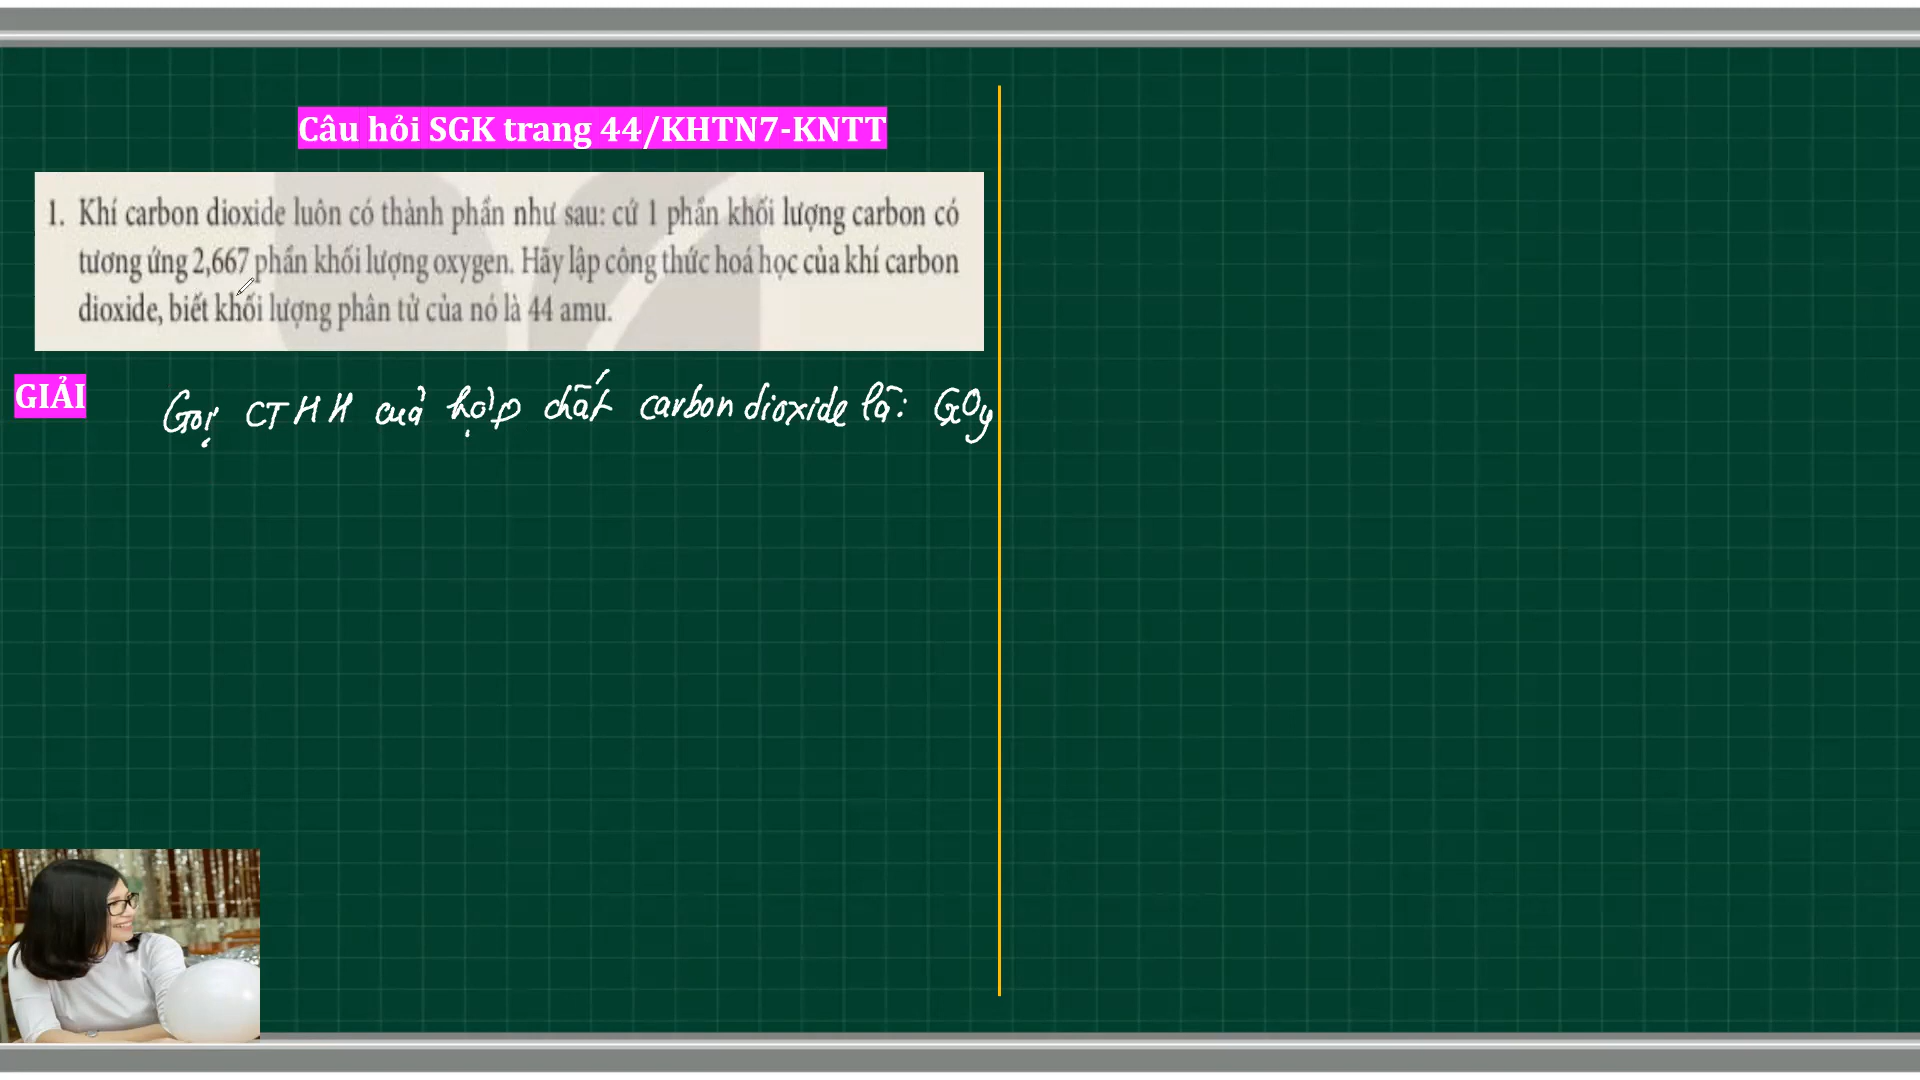 Câu hỏi SGK trang 44/KHTN7-KNTT
1. Khí carbon dioxide luôn có thành phần như sau: cứ 1 phần khối lượng carbon có
tương ứng 2,667 phần khối lượng oxygen. Hãy lập công thức hoá học của khí carbon
dioxide, biết khối lượng phân tử của nó là 44 amu.
GIẢI
Gọi CTHH của hợp chất carbon dioxide là: CxOy